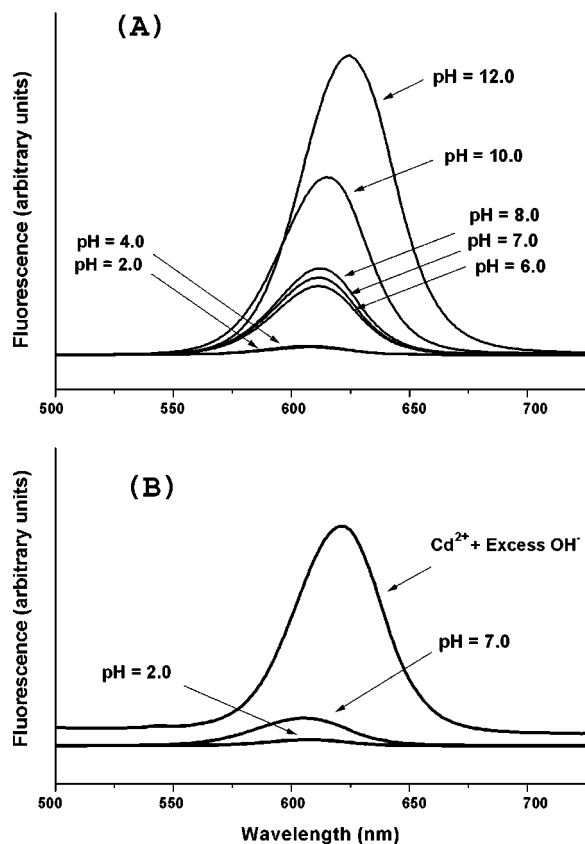 (A)
Fluorescence (arbitrary units)
pH = 12.0
pH = 10.0
pH = 8.0
pH = 7.0
pH = 6.0
pH = 4.0
pH = 2.0
500 550 600 650 700
(B)
Fluorescence (arbitrary units)
Cd²⁺ + Excess OH⁻
pH = 7.0
pH = 2.0
500 550 600 650 700
Wavelength (nm)